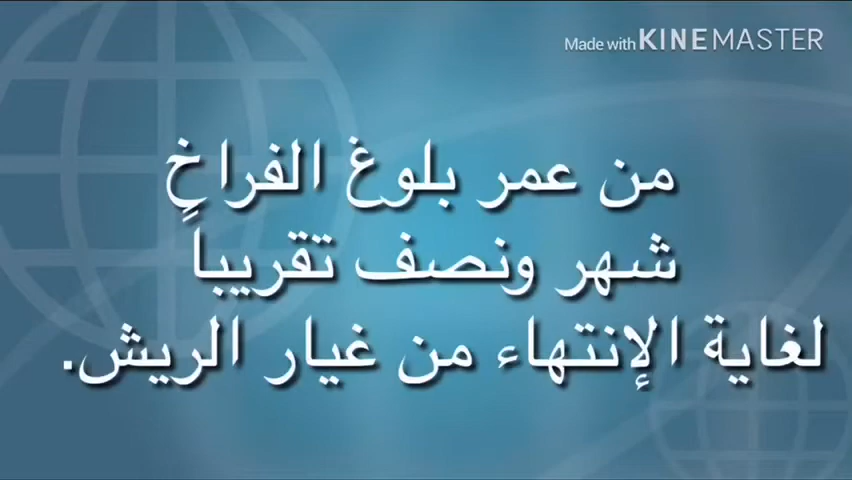 Made with KINEMASTER
من عمر بلوغ الفراخ
شهر ونصف تقريباً
لغاية الإنتهاء من غيار الريش.